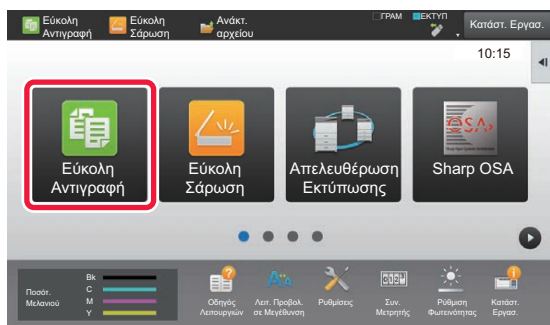 Εύκολη
Αντιγραφή
Εύκολη
Σάρωση
Ανάκτ.
αρχείου
ΓΡΑΜ
ΕΚΤΥΠ
Κατάστ. Εργασ.
10:15
Εύκολη
Αντιγραφή
Εύκολη
Σάρωση
Απελευθέρωση
Εκτύπωσης
OSA
Sharp OSA
Ποσότ.
Μελανιού
Bk
C
M
Y
Οδηγός
Λειτουργιών
Λειτ. Προβολ.
σε Μεγέθυνση
Ρυθμίσεις
Συν.
Μετρητής
Ρύθμιση
Φωτεινότητας
Κατάστ.
Εργασ.